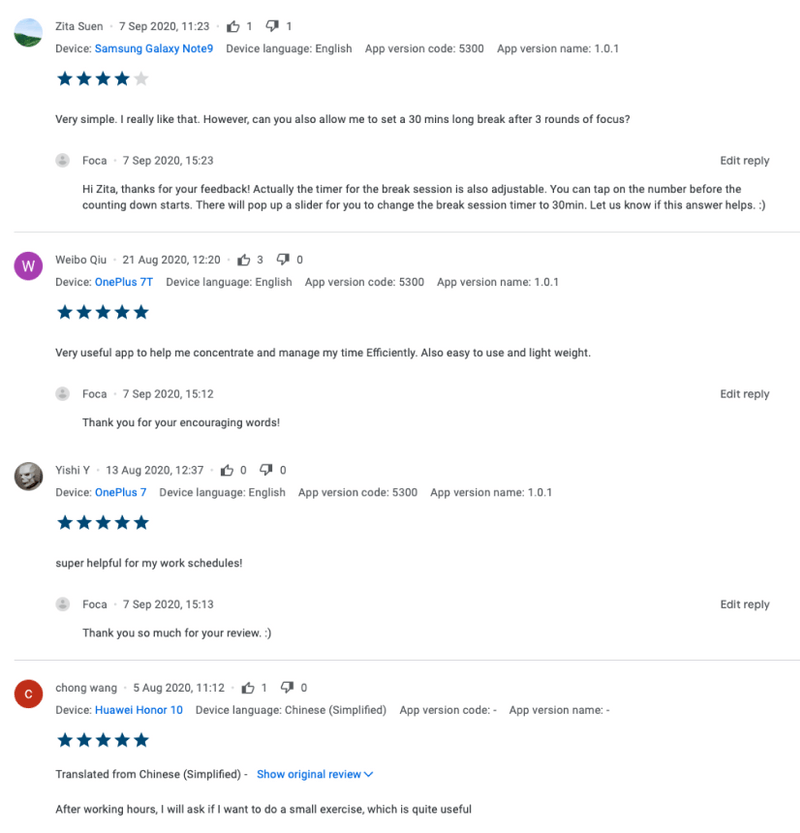 Zita Suen · 7 Sep 2020, 11:23 · 1 1
Device: Samsung Galaxy Note9 Device language: English App version code: 5300 App version name: 1.0.1
Very simple. I really like that. However, can you also allow me to set a 30 mins long break after 3 rounds of focus?
Foca · 7 Sep 2020, 15:23 Edit reply
Hi Zita, thanks for your feedback! Actually the timer for the break session is also adjustable. You can tap on the number before the
counting down starts. There will pop up a slider for you to change the break session timer to 30min. Let us know if this answer helps. :)
W
Weibo Qiu · 21 Aug 2020, 12:20 · 3 0
Device: OnePlus 7T Device language: English App version code: 5300 App version name: 1.0.1
Very useful app to help me concentrate and manage my time Efficiently. Also easy to use and light weight.
Foca · 7 Sep 2020, 15:12 Edit reply
Thank you for your encouraging words!
Yishi Y · 13 Aug 2020, 12:37 · 0 0
Device: OnePlus 7 Device language: English App version code: 5300 App version name: 1.0.1
super helpful for my work schedules!
Foca · 7 Sep 2020, 15:13 Edit reply
Thank you so much for your review. :)
C
chong wang · 5 Aug 2020, 11:12 · 1 0
Device: Huawei Honor 10 Device language: Chinese (Simplified) App version code: - App version name: -
Translated from Chinese (Simplified) - Show original review
After working hours, I will ask if I want to do a small exercise, which is quite useful